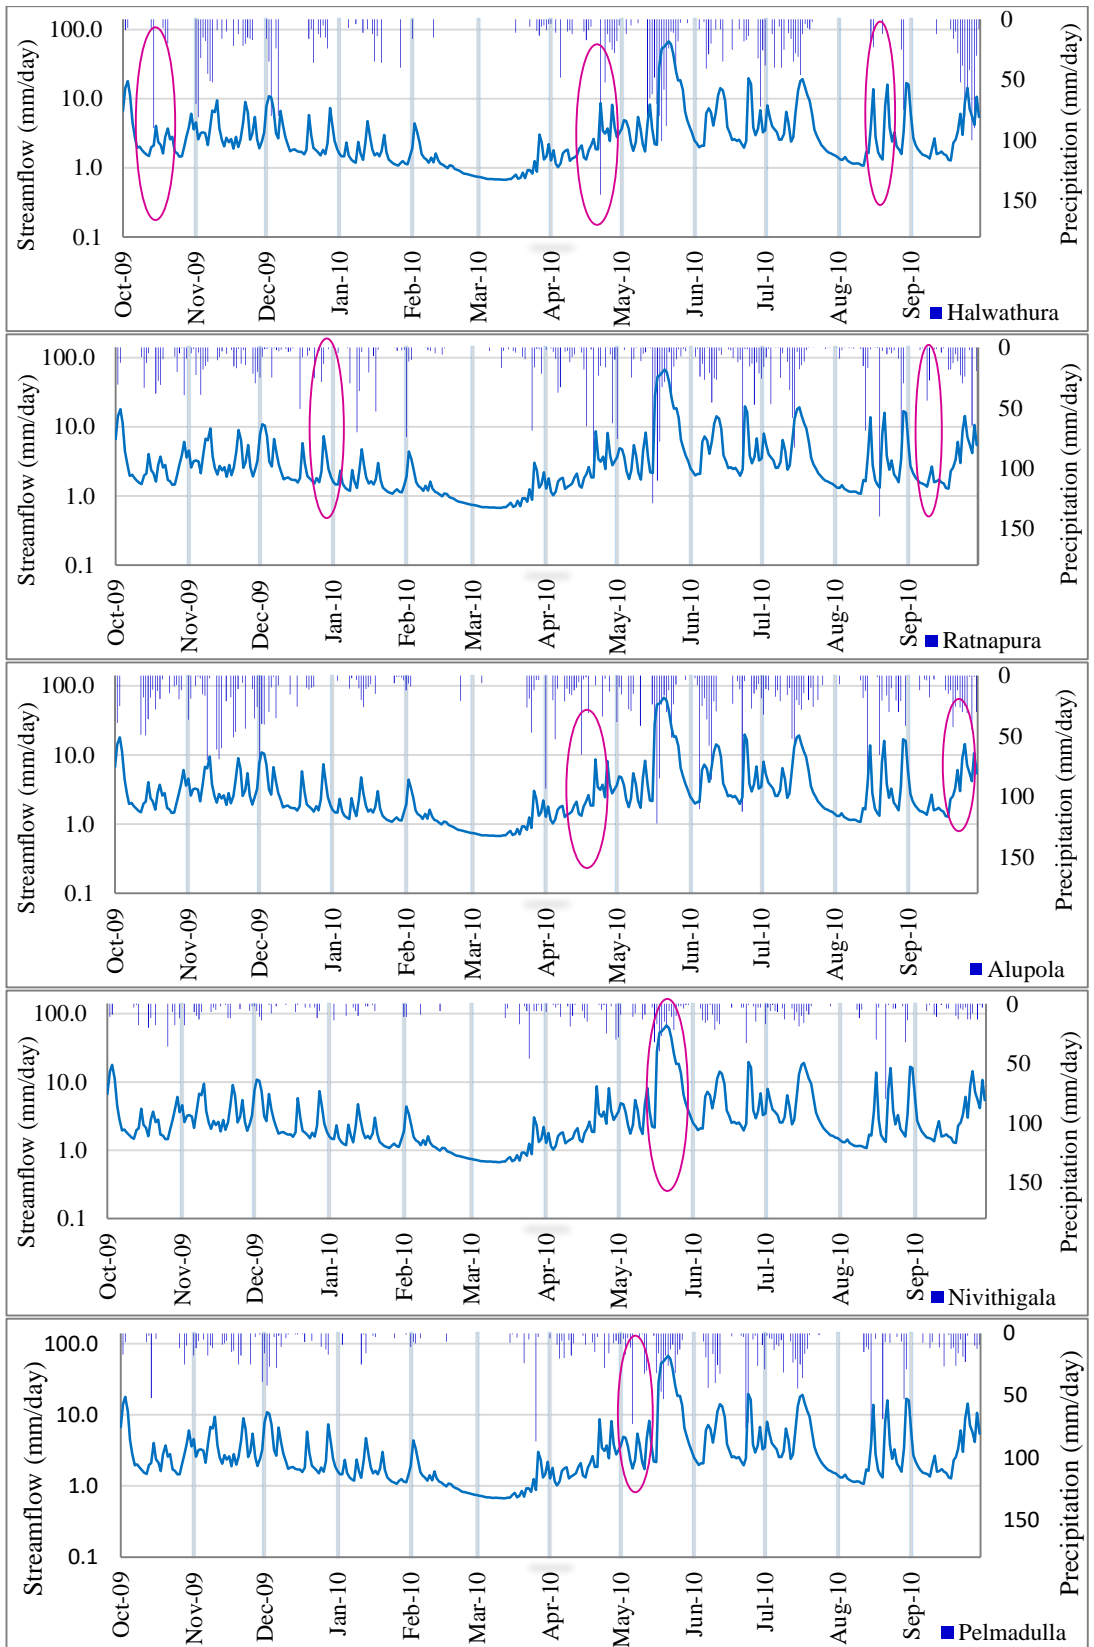 Streamflow (mm/day)
100.0
10.0
1.0
0.1
0
50
100
150
Precipitation (mm/day)
Oct-09
Nov-09
Dec-09
Jan-10
Feb-10
Mar-10
Apr-10
May-10
Jun-10
Jul-10
Aug-10
Sep-10
Halwathura
Streamflow (mm/day)
100.0
10.0
1.0
0.1
0
50
100
150
Precipitation (mm/day)
Oct-09
Nov-09
Dec-09
Jan-10
Feb-10
Mar-10
Apr-10
May-10
Jun-10
Jul-10
Aug-10
Sep-10
Ratnapura
Streamflow (mm/day)
100.0
10.0
1.0
0.1
0
50
100
150
Precipitation (mm/day)
Oct-09
Nov-09
Dec-09
Jan-10
Feb-10
Mar-10
Apr-10
May-10
Jun-10
Jul-10
Aug-10
Sep-10
Alupola
Streamflow (mm/day)
100.0
10.0
1.0
0.1
0
50
100
150
Precipitation (mm/day)
Oct-09
Nov-09
Dec-09
Jan-10
Feb-10
Mar-10
Apr-10
May-10
Jun-10
Jul-10
Aug-10
Sep-10
Nivithigala
Streamflow (mm/day)
100.0
10.0
1.0
0.1
0
50
100
150
Precipitation (mm/day)
Oct-09
Nov-09
Dec-09
Jan-10
Feb-10
Mar-10
Apr-10
May-10
Jun-10
Jul-10
Aug-10
Sep-10
Pelmadulla